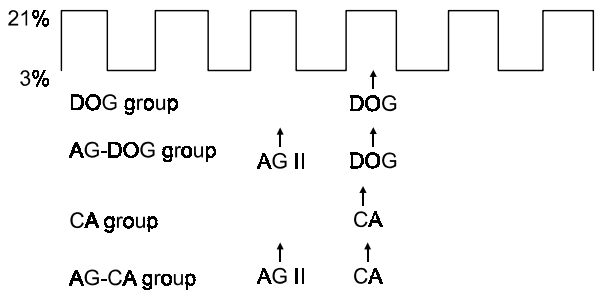 21%
3%
DOG group DOG
AG-DOG group AG II DOG
CA group CA
AG-CA group AG II CA